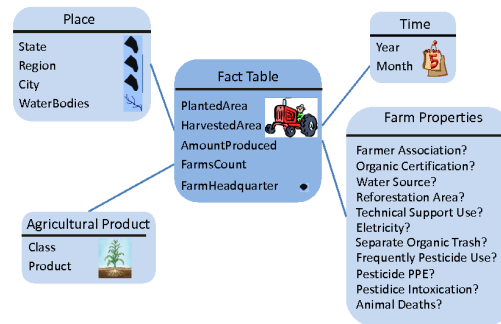 Place
State
Region
City
WaterBodies
Fact Table
PlantedArea
HarvestedArea
AmountProduced
FarmsCount
FarmHeadquarter
Time
Year
Month
5
Farm Properties
Farmer Association?
Organic Certification?
Water Source?
Reforestation Area?
Technical Support Use?
Eletricity?
Separate Organic Trash?
Frequently Pesticide Use?
Pesticide PPE?
Pestidice Intoxication?
Animal Deaths?
Agricultural Product
Class
Product